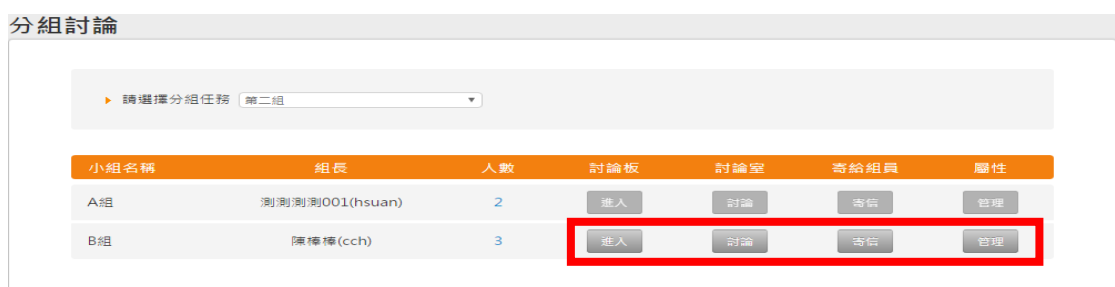 分組討論
請選擇分組任務 第二組
小組名稱 組長 人數 討論板 討論室 寄給組員 屬性
A組 測測測測001(hsuan) 2 進入 討論 寄信 管理
B組 陳棒棒(cch) 3 進入 討論 寄信 管理